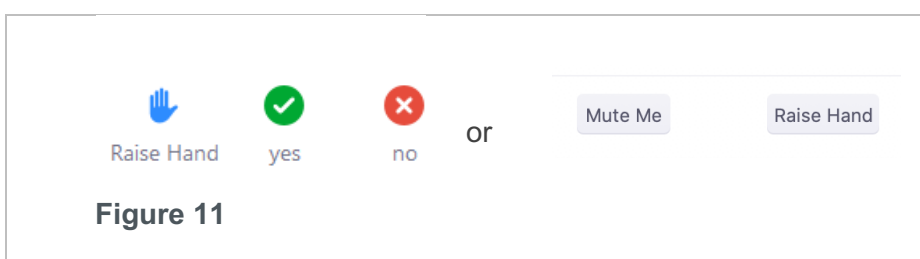 Raise Hand yes no or Mute Me Raise Hand
Figure 11